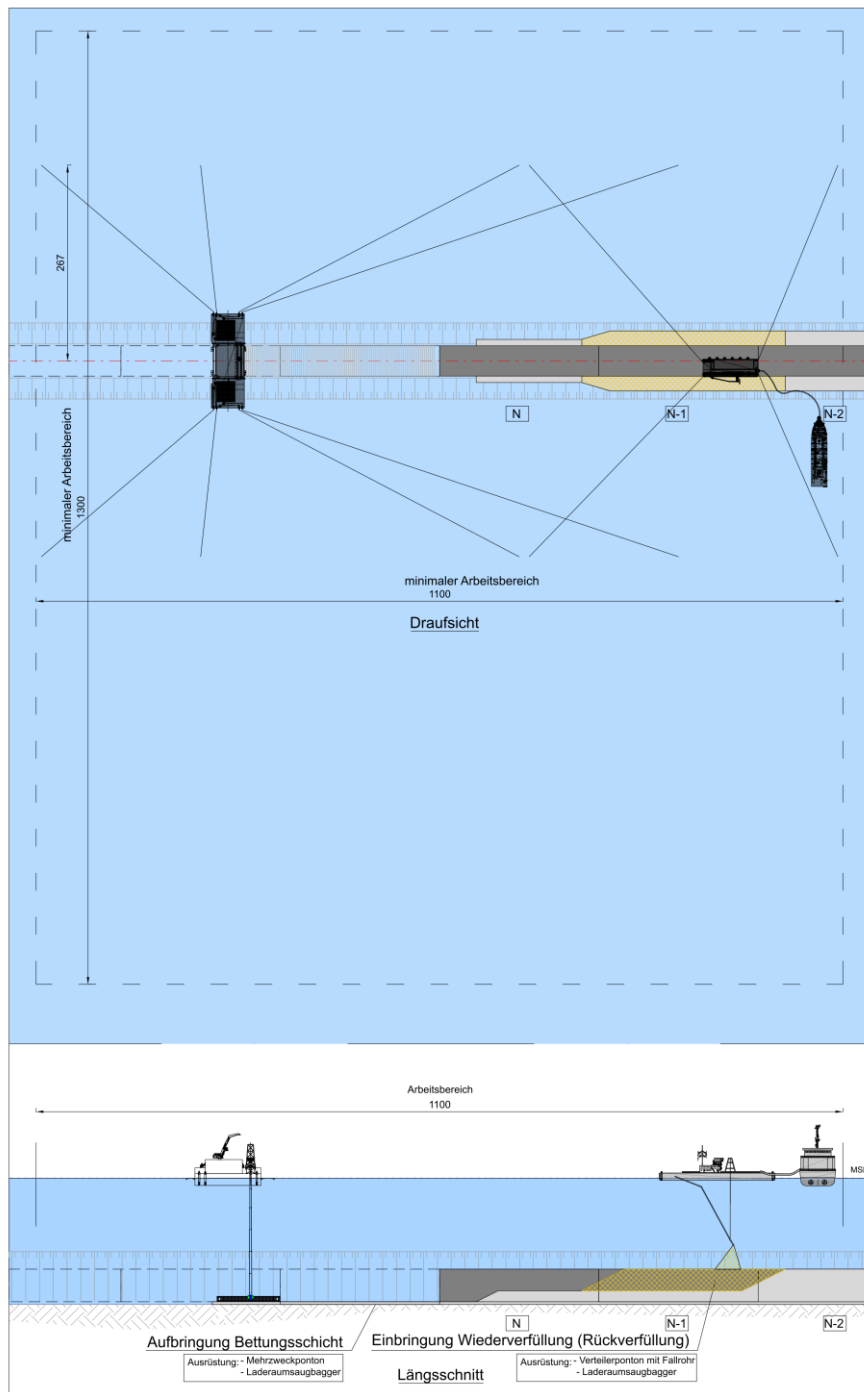 267
minimaler Arbeitsbereich
1300
N
N-1
N-2
minimaler Arbeitsbereich
1100
Draufsicht
Arbeitsbereich
1100
N
N-1
N-2
Aufbringung Bettungsschicht
Ausrüstung: - Mehrzweckponton
- Laderaumsaugbagger
Einbringung Wiederverfüllung (Rückverfüllung)
Ausrüstung: - Verteilerponton mit Fallrohr
- Laderaumsaugbagger
Längsschnitt